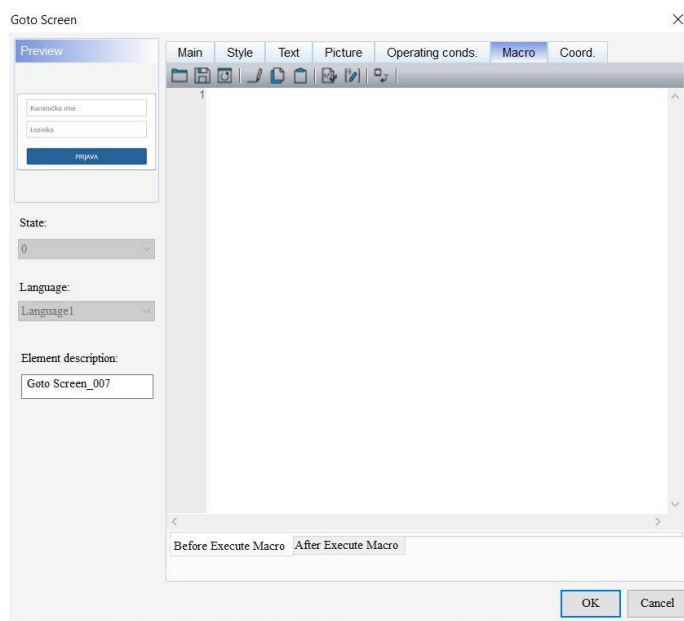 Goto Screen
Preview
Main Style Text Picture Operating conds. Macro Coord.
1
Korisničko ime
Lozinka
PRIJAVA
State:
0
Language:
Language1
Element description:
Goto Screen_007
Before Execute Macro After Execute Macro
OK Cancel